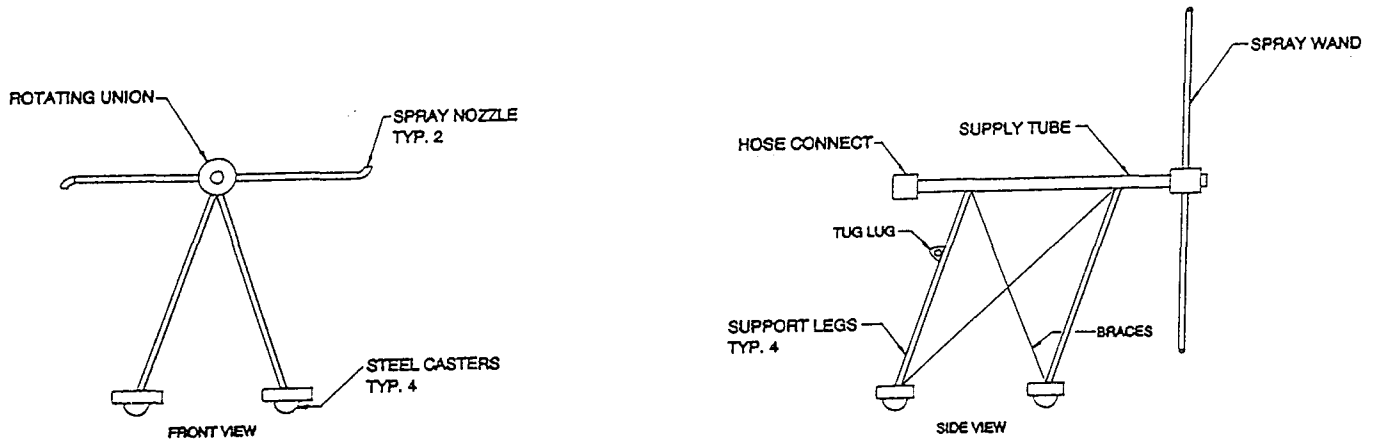 ROTATING UNION
SPRAY NOZZLE
TYP. 2
STEEL CASTERS
TYP. 4
FRONT VIEW
SPRAY WAND
SUPPLY TUBE
HOSE CONNECT
TUG LUG
SUPPORT LEGS
TYP. 4
BRACES
SIDE VIEW